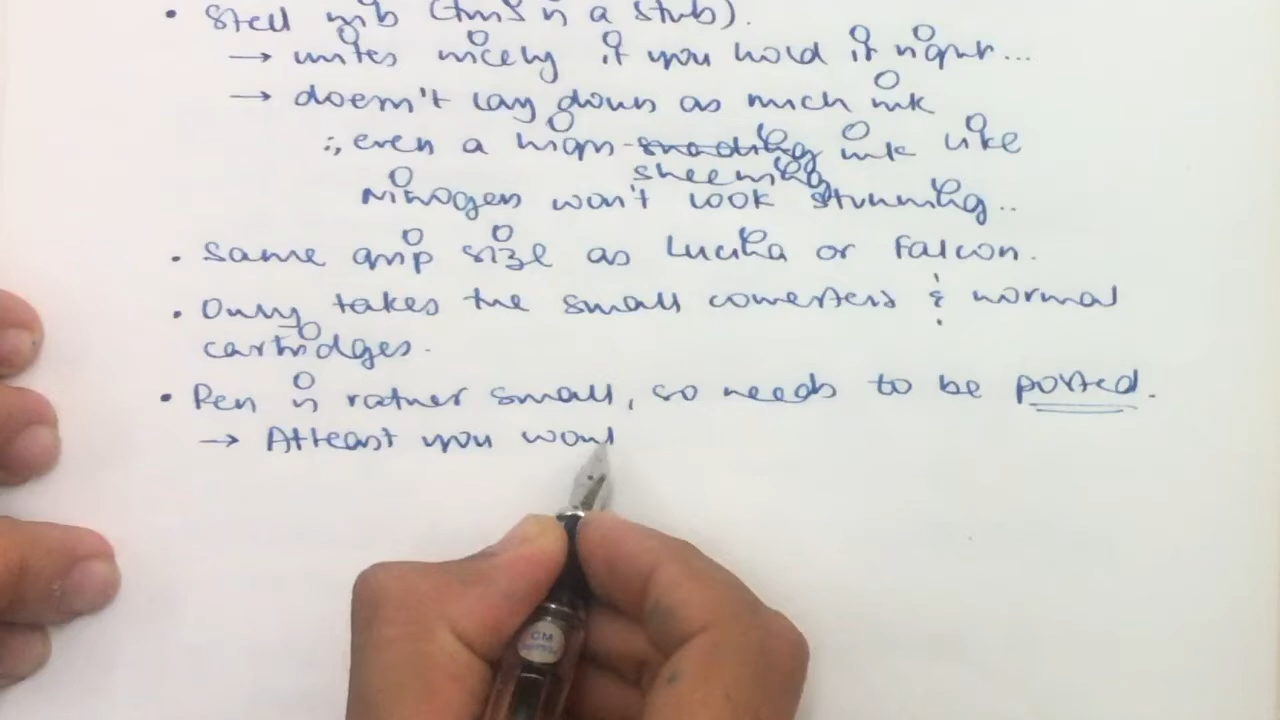 • Steel nib (this is a stub).
→ writes nicely if you hold it right...
→ doesn't lay down as much ink
∴, even a high-shading ink like
sheening
Nitrogen won't look stunning..
• Same grip size as Lucina or Falcon.
• Only takes the small converters & normal
cartridges.
• Pen is rather small, so needs to be posted.
→ Atleast you woul
CM